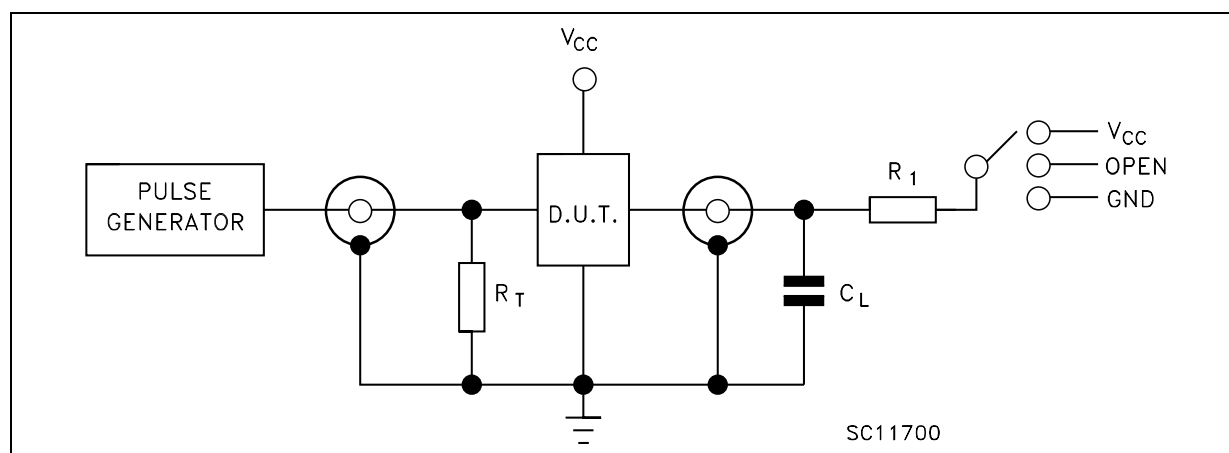 VCC
PULSE
GENERATOR
D.U.T.
RT
R1
CL
VCC
OPEN
GND
SC11700